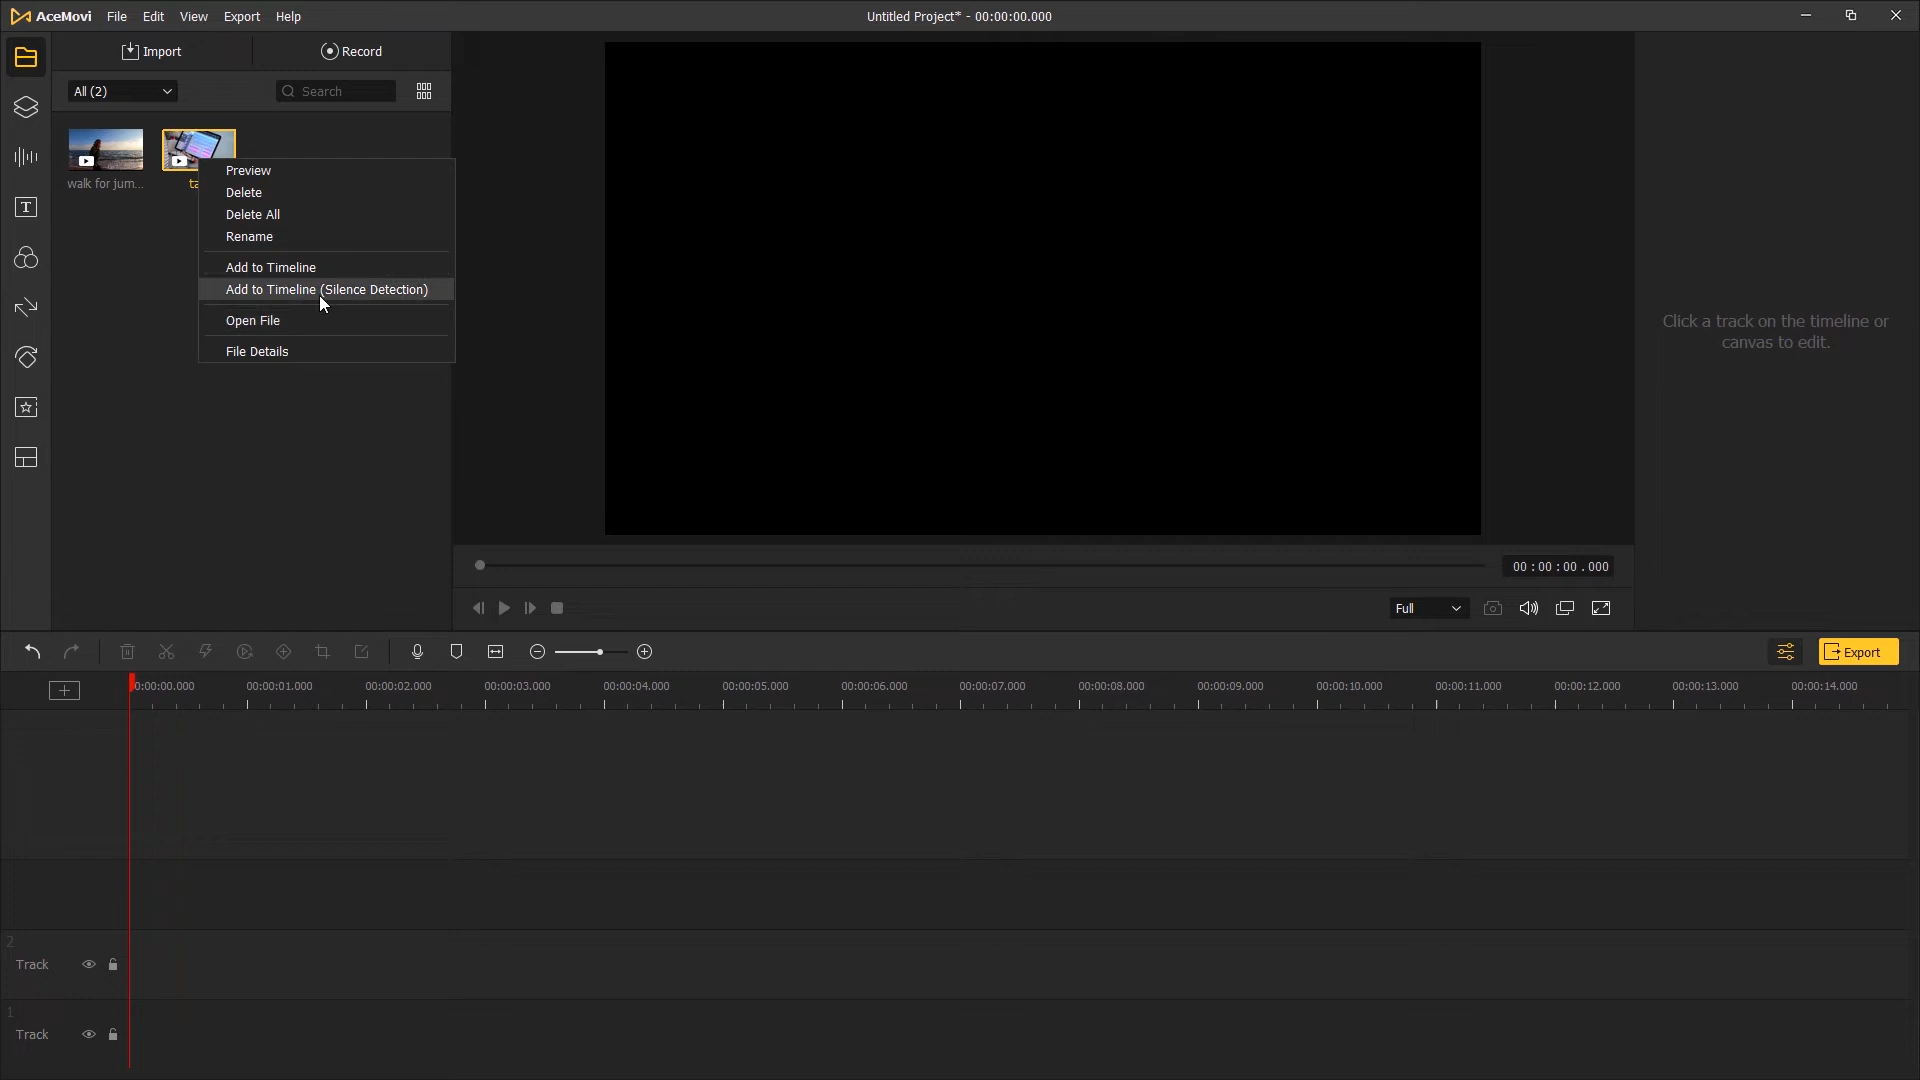 AceMovi File Edit View Export Help Untitled Project* - 00:00:00.000
Import Record
All (2) Search
walk for jum...
Preview
Delete
Delete All
Rename
Add to Timeline
Add to Timeline (Silence Detection)
Open File
File Details
Click a track on the timeline or
canvas to edit.
00 : 00 : 00 . 000
Full
Export
0:00:00.000 00:00:01.000 00:00:02.000 00:00:03.000 00:00:04.000 00:00:05.000 00:00:06.000 00:00:07.000 00:00:08.000 00:00:09.000 00:00:10.000 00:00:11.000 00:00:12.000 00:00:13.000 00:00:14.000
2
Track
1
Track